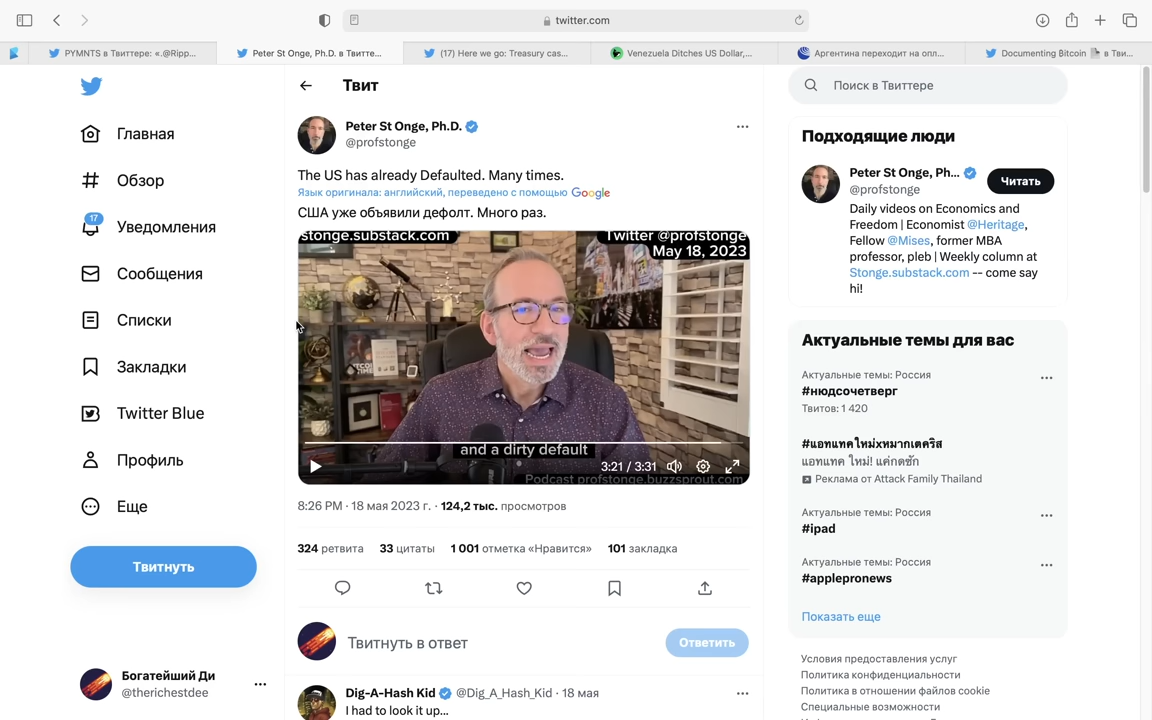 twitter.com
PYMNTS в Твиттере: «.@Ripp...
Peter St Onge, Ph.D. в Твитте...
(17) Here we go: Treasury cas...
Venezuela Ditches US Dollar,...
Аргентина переходит на опл...
Documenting Bitcoin в Тви...
Главная
Обзор
17
Уведомления
Сообщения
Списки
Закладки
Twitter Blue
Профиль
Еще
Твитнуть
Богатейший Ди
@therichestdee
Твит
Peter St Onge, Ph.D.
@profstonge
The US has already Defaulted. Many times.
Язык оригинала: английский, переведено с помощью Google
США уже объявили дефолт. Много раз.
stonge.substack.com
Twitter @profstonge
May 18, 2023
and a dirty default
3:21 / 3:31
Podcast profstonge.buzzsprout.com
8:26 PM · 18 мая 2023 г. · 124,2 тыс. просмотров
324 ретвита 33 цитаты 1 001 отметка «Нравится» 101 закладка
Твитнуть в ответ
Ответить
Dig-A-Hash Kid @Dig_A_Hash_Kid · 18 мая
I had to look it up...
Поиск в Твиттере
Подходящие люди
Peter St Onge, Ph...
@profstonge
Читать
Daily videos on Economics and
Freedom | Economist @Heritage,
Fellow @Mises, former MBA
professor, pleb | Weekly column at
Stonge.substack.com -- come say
hi!
Актуальные темы для вас
Актуальные темы: Россия
#нюдсочетверг
Твитов: 1 420
#แอทแทคใหม่xหมากเตคริส
แอทแทค ใหม่! แค่กดซัก
Реклама от Attack Family Thailand
Актуальные темы: Россия
#ipad
Актуальные темы: Россия
#applepronews
Показать еще
Условия предоставления услуг
Политика конфиденциальности
Политика в отношении файлов cookie
Специальные возможности